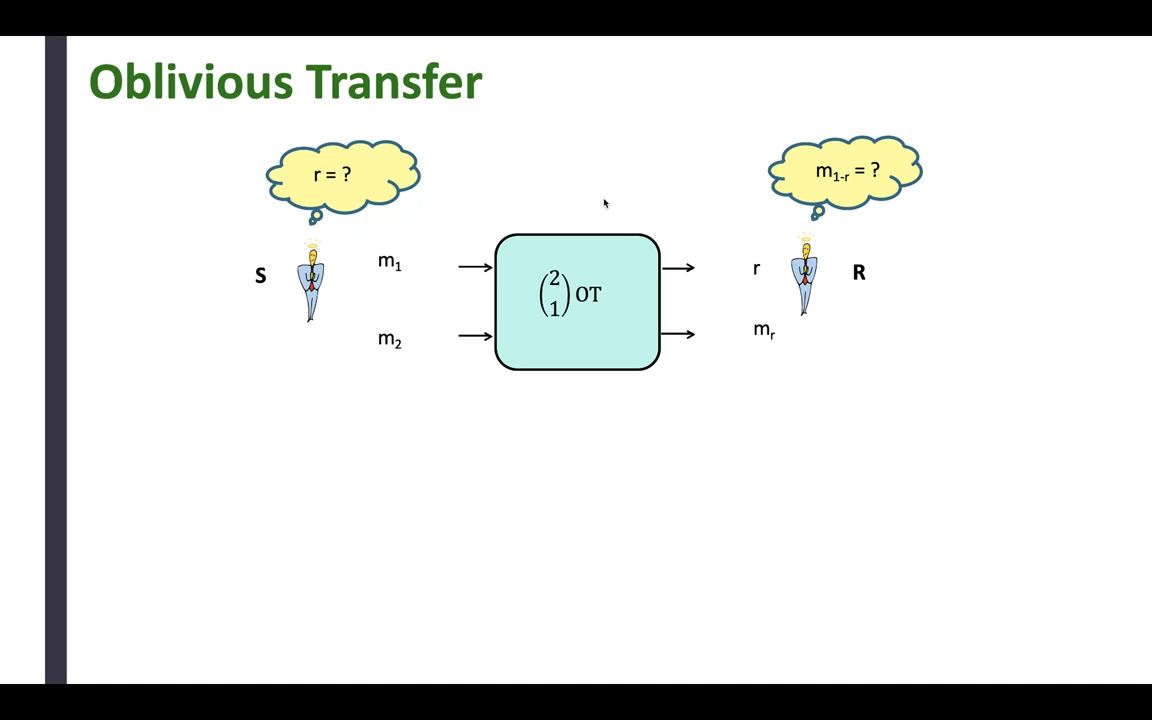 Oblivious Transfer
r = ?
m₁₋ᵣ = ?
S
m₁
(2 1) OT
r
R
m₂
mᵣ